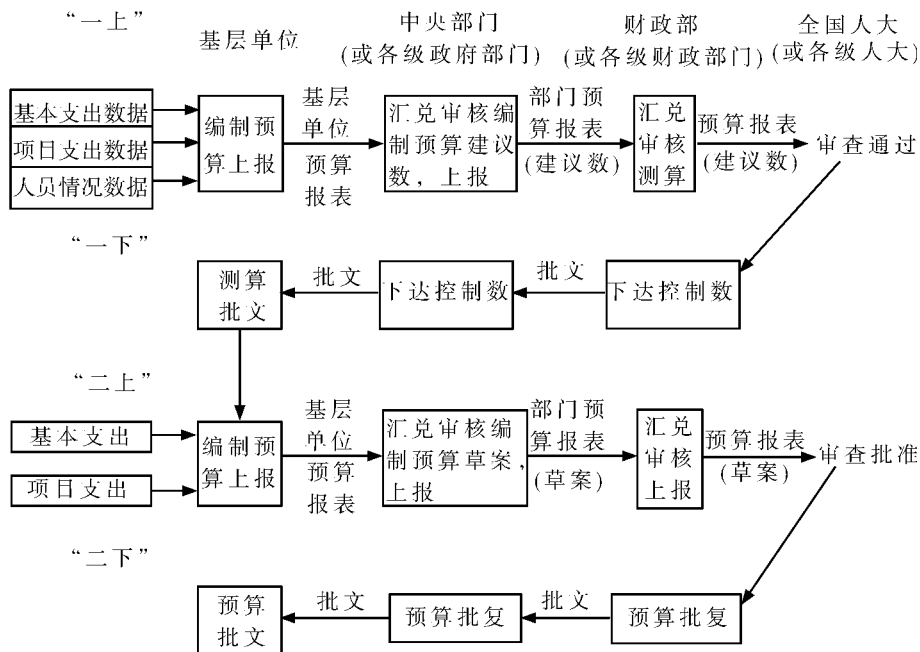 “一上”
基层单位
中央部门
(或各级政府部门)
财政部
(或各级财政部门)
全国人大
(或各级人大)
基本支出数据
项目支出数据
人员情况数据
编制预
算上报
基层
单位
预算
报表
汇兑审核编
制预算建议
数，上报
部门预
算报表
(建议数)
汇兑
审核
测算
预算报表
(建议数)
审查通过
“一下”
测算
批文
批文
下达控制数
批文
下达控制数
“二上”
基本支出
项目支出
编制预
算上报
基层
单位
预算
报表
汇兑审核编
制预算草案，
上报
部门预
算报表
(草案)
汇兑
审核
上报
预算报表
(草案)
审查批准
“二下”
预算
批文
批文
预算批复
批文
预算批复